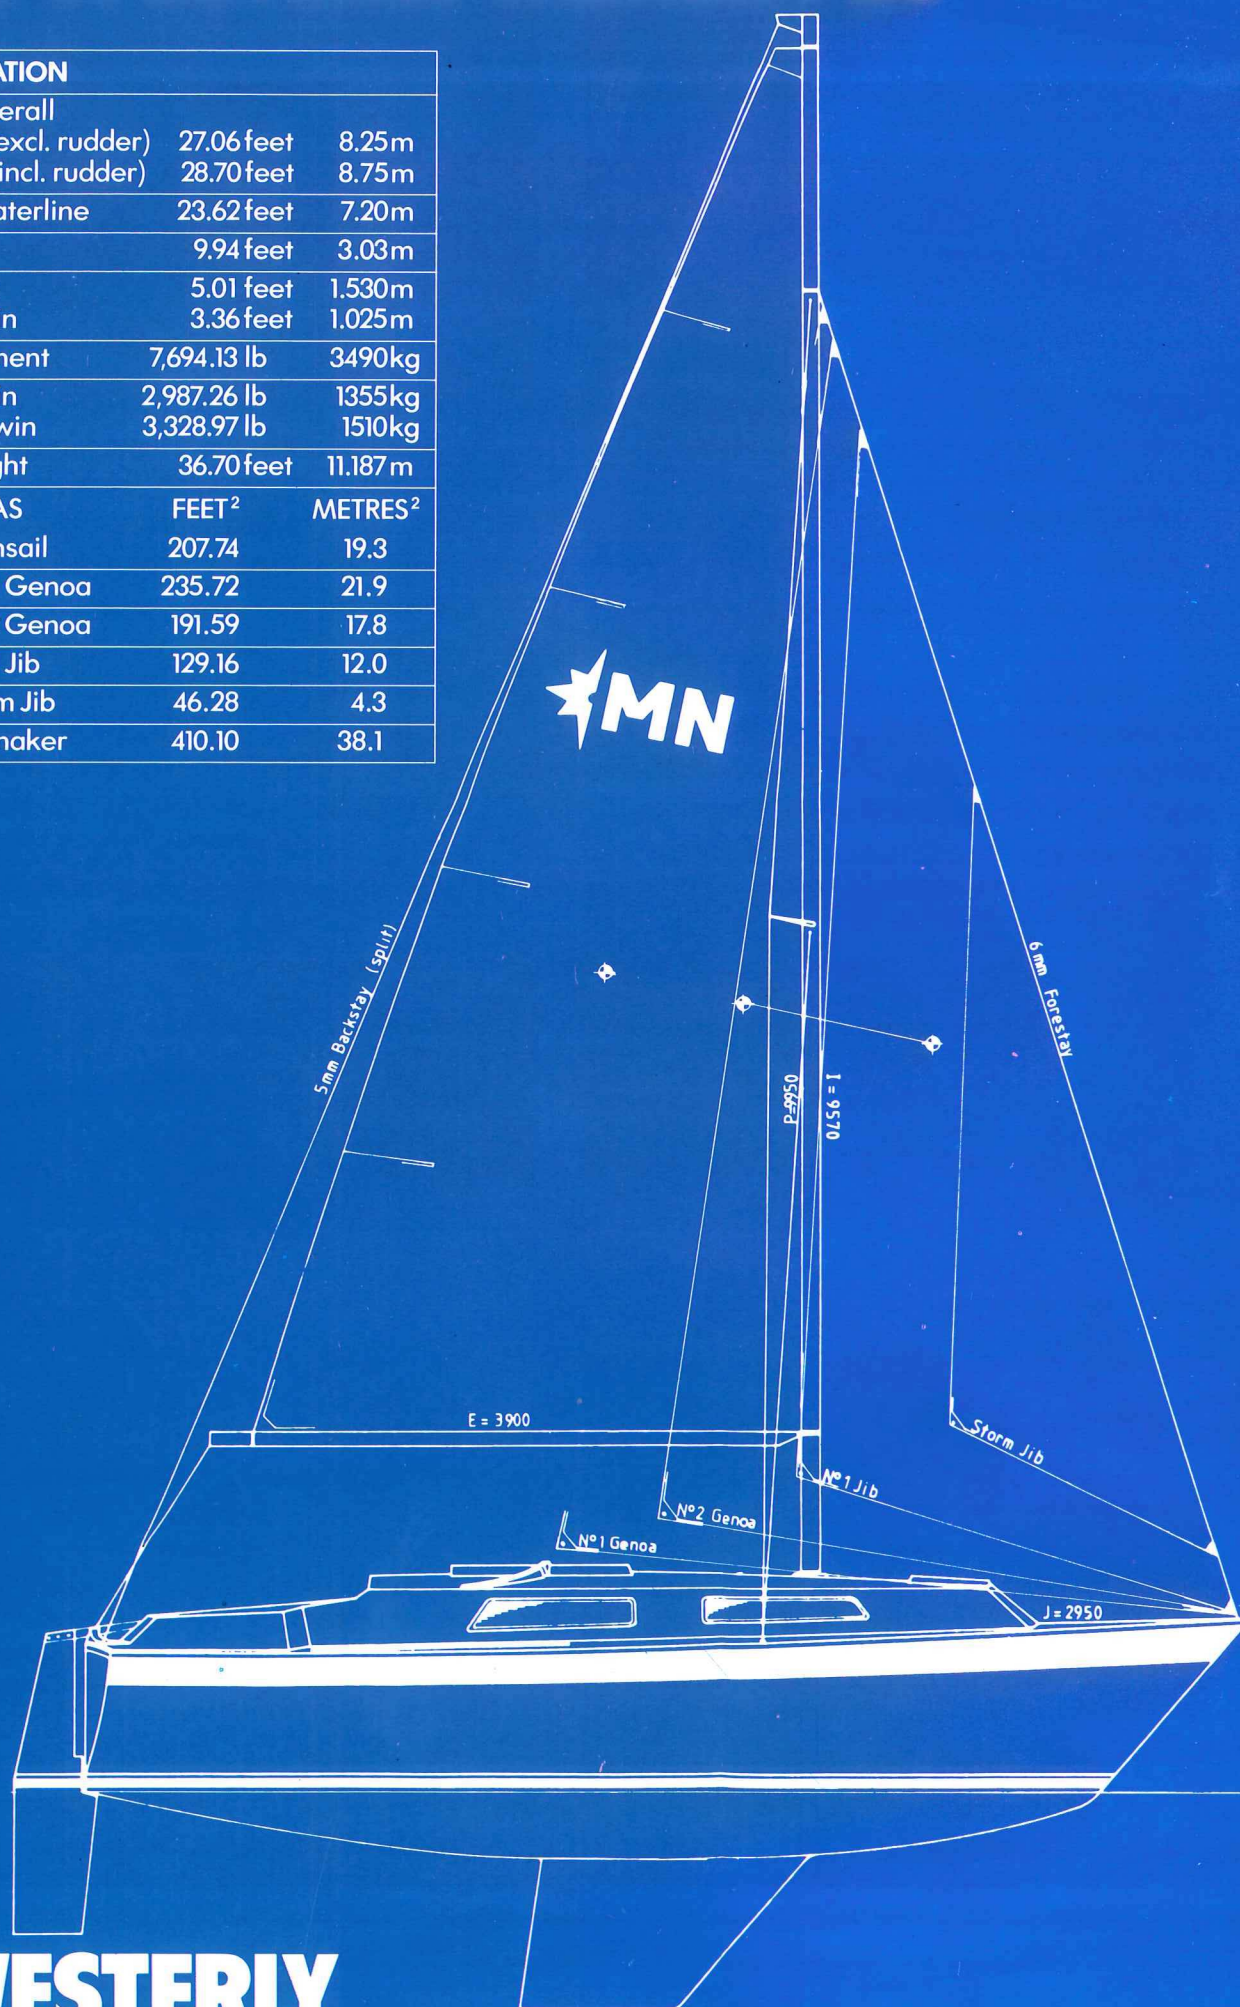 ATION
erall
excl. rudder) 27.06 feet 8.25m
incl. rudder) 28.70 feet 8.75m
aterline 23.62 feet 7.20m
9.94 feet 3.03m
5.01 feet 1.530m
n 3.36 feet 1.025m
nent 7,694.13 lb 3490kg
n 2,987.26 lb 1355kg
win 3,328.97 lb 1510kg
ght 36.70 feet 11.187m
AS FEET² METRES²
nsail 207.74 19.3
Genoa 235.72 21.9
Genoa 191.59 17.8
Jib 129.16 12.0
m Jib 46.28 4.3
naker 410.10 38.1
MN
5mm Backstay (split)
6mm Forestay
P=9950
I = 9570
E = 3900
Storm Jib
Nº1 Jib
Nº2 Genoa
Nº1 Genoa
J=2950
WESTERLY